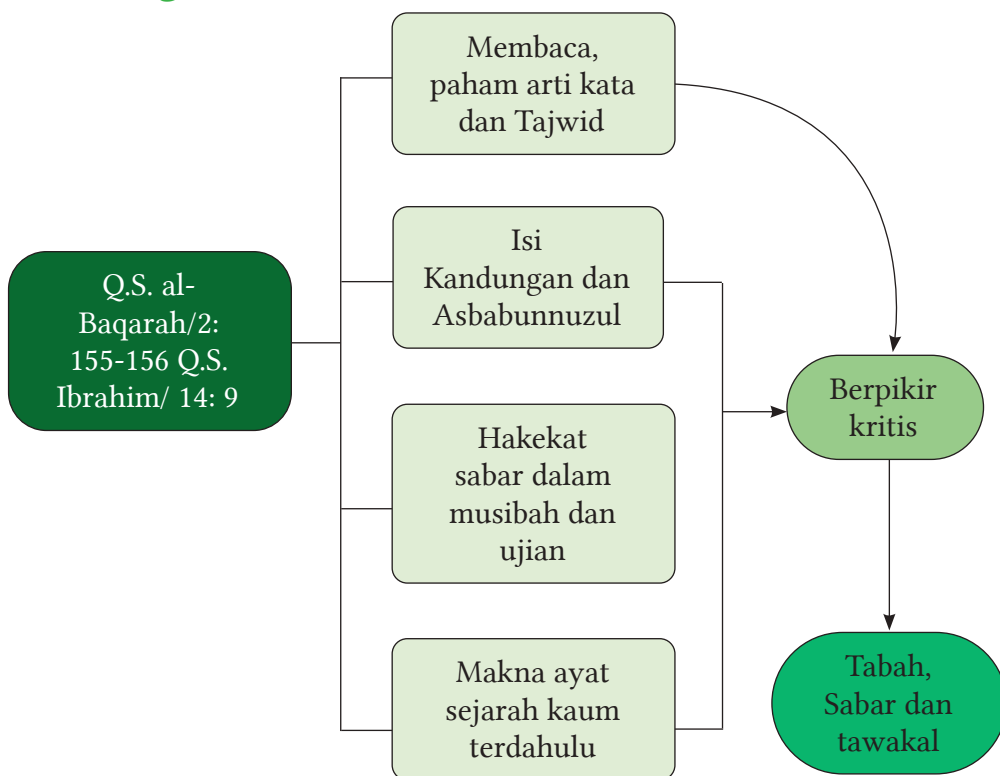 Membaca,
paham arti kata
dan Tajwid
Isi
Kandungan dan
Asbabunnuzul
Q.S. al-
Baqarah/2:
155-156 Q.S.
Ibrahim/ 14: 9
Berpikir
kritis
Hakekat
sabar dalam
musibah dan
ujian
Makna ayat
sejarah kaum
terdahulu
Tabah,
Sabar dan
tawakal